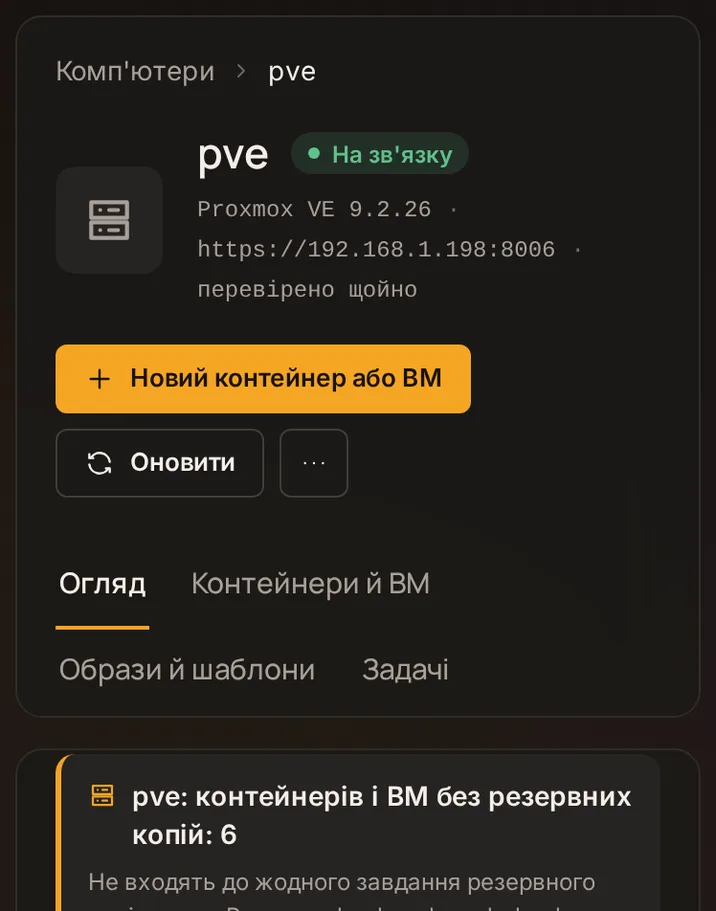 Комп'ютери > pve
pve На зв'язку
Proxmox VE 9.2.26 ·
https://192.168.1.198:8006 ·
перевірено щойно
+ Новий контейнер або ВМ
Оновити ...
Огляд Контейнери й ВМ
Образи й шаблони Задачі
pve: контейнерів і ВМ без резервних
копій: 6
Не входять до жодного завдання резервного